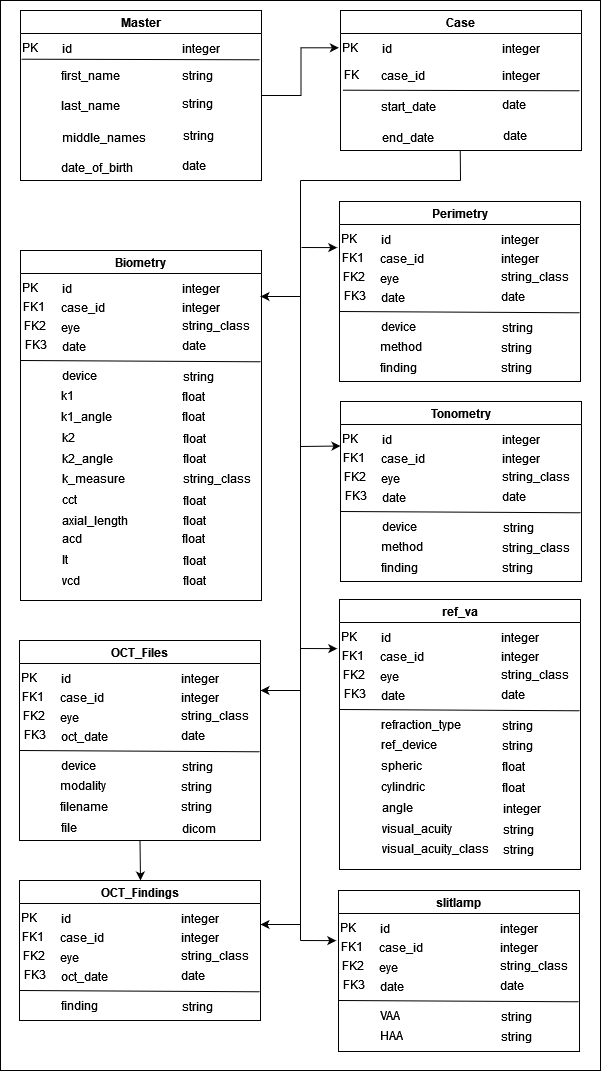 Master
PK id integer
first_name string
last_name string
middle_names string
date_of_birth date
Case
PK id integer
FK case_id integer
start_date date
end_date date
Perimetry
PK id integer
FK1 case_id integer
FK2 eye string_class
FK3 date date
device string
method string
finding string
Biometry
PK id integer
FK1 case_id integer
FK2 eye string_class
FK3 date date
device string
k1 float
k1_angle float
k2 float
k2_angle float
k_measure string_class
cct float
axial_length float
acd float
lt float
vcd float
Tonometry
PK id integer
FK1 case_id integer
FK2 eye string_class
FK3 date date
device string
method string_class
finding string
ref_va
PK id integer
FK1 case_id integer
FK2 eye string_class
FK3 date date
refraction_type string
ref_device string
spheric float
cylindric float
angle integer
visual_acuity string
visual_acuity_class string
OCT_Files
PK id integer
FK1 case_id integer
FK2 eye string_class
FK3 oct_date date
device string
modality string
filename string
file dicom
OCT_Findings
PK id integer
FK1 case_id integer
FK2 eye string_class
FK3 oct_date date
finding string
slitlamp
PK id integer
FK1 case_id integer
FK2 eye string_class
FK3 date date
VAA string
HAA string